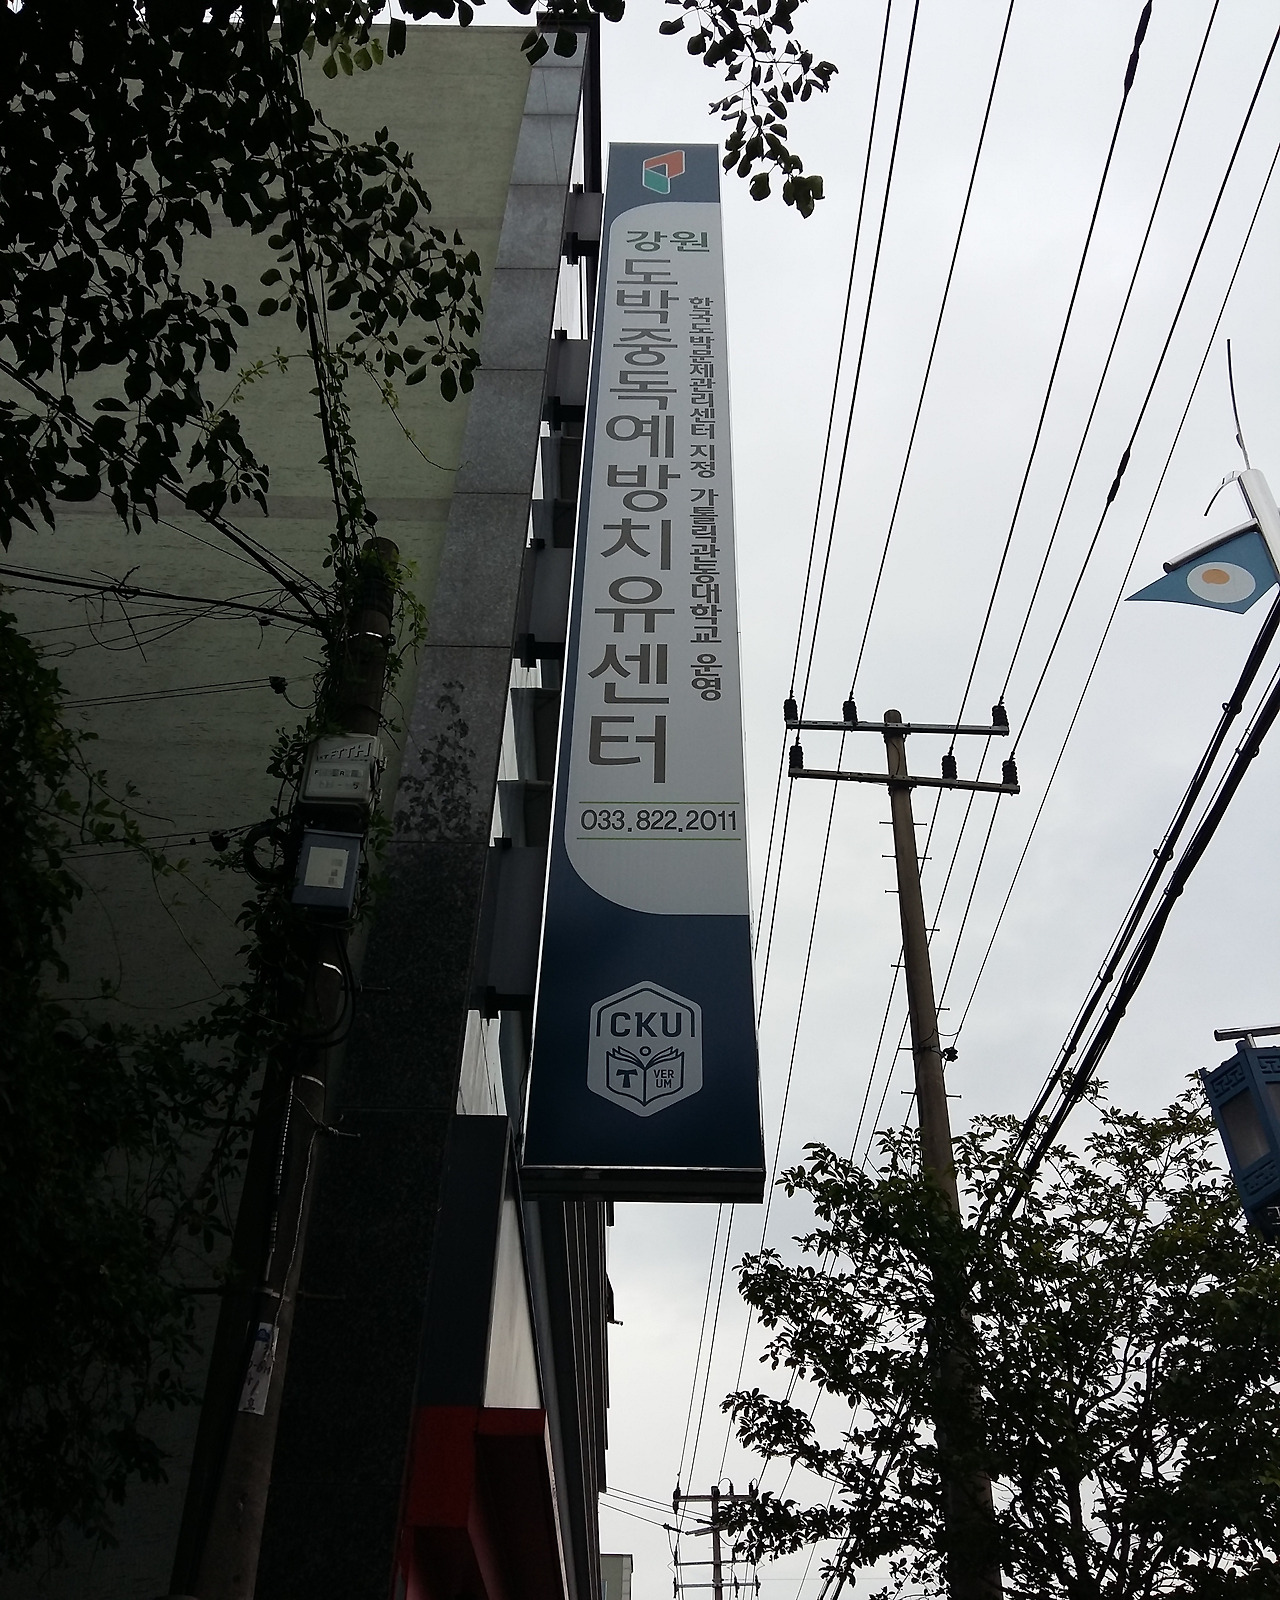 강원
도박중독예방치유센터
한국도박문제관리센터 지정 가톨릭관동대학교 운영
033.822.2011
CKU
T VER
UM